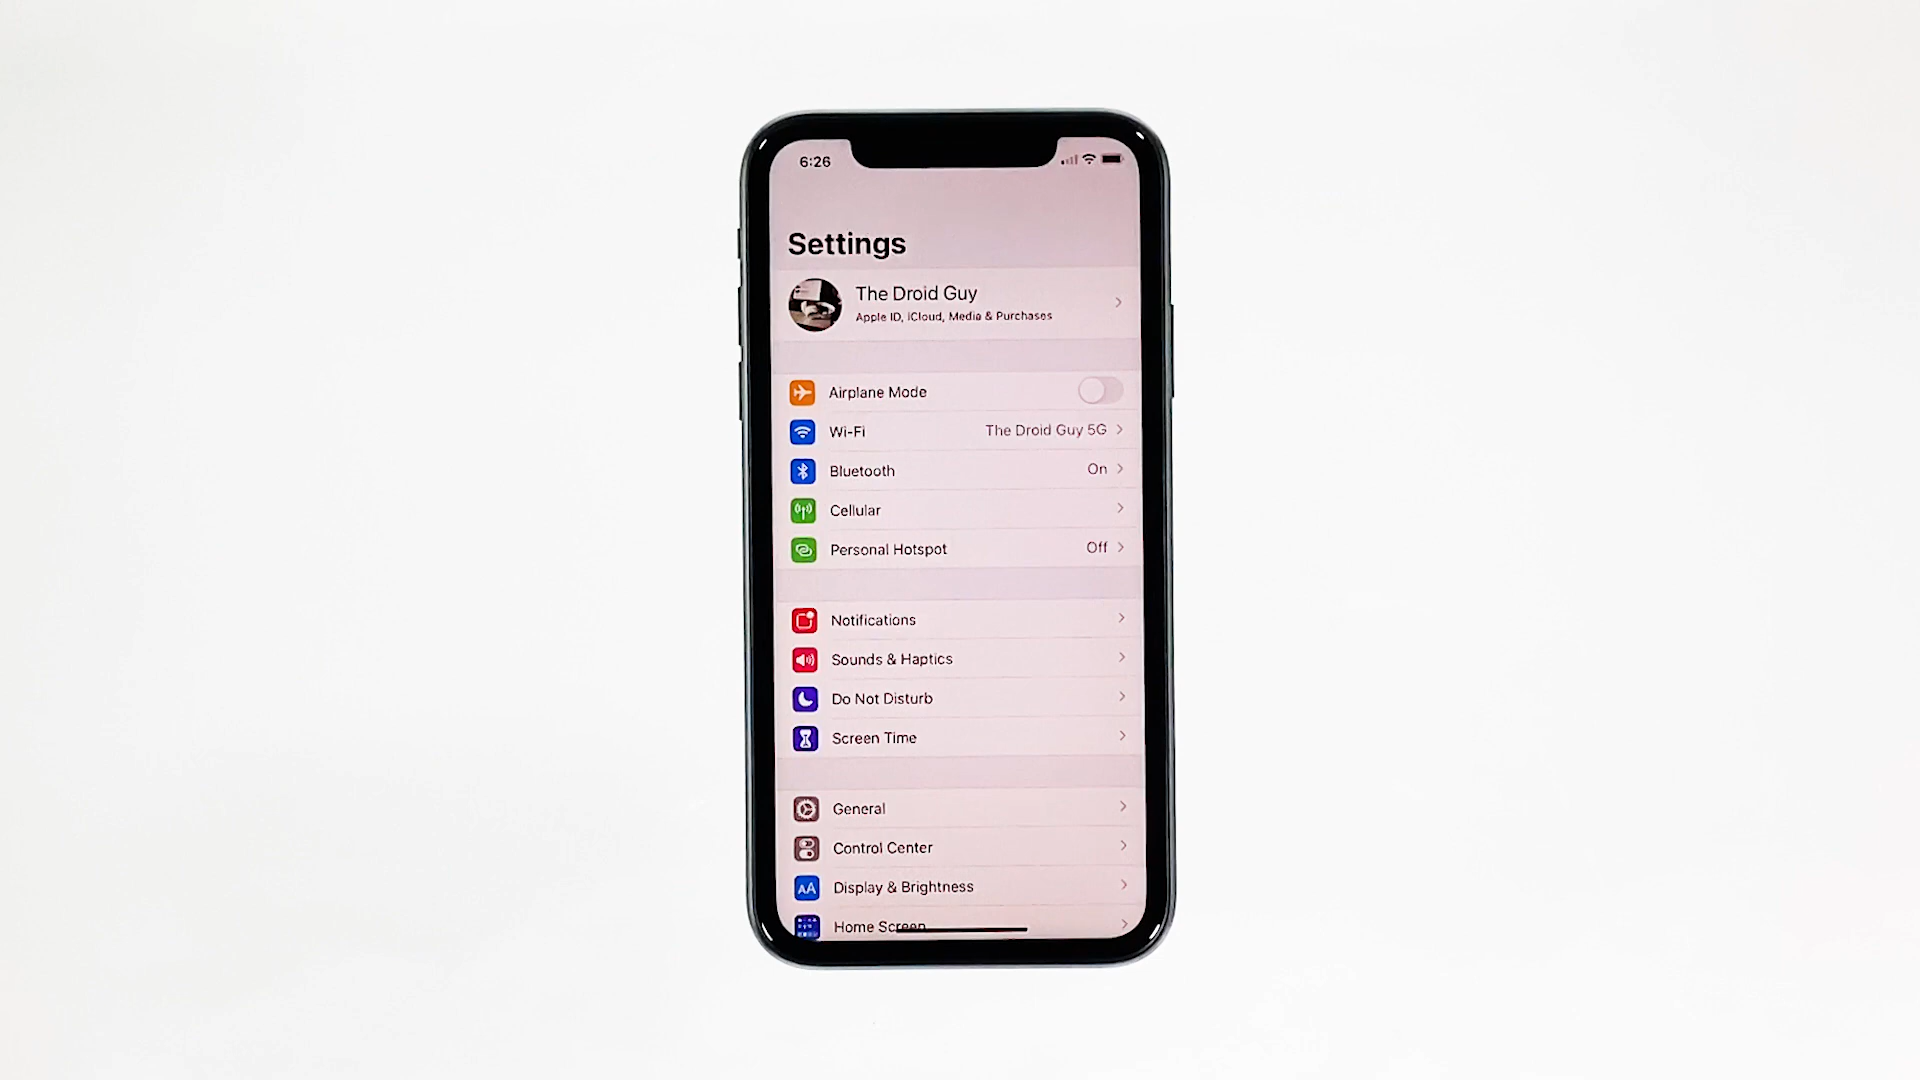 6:26
Settings
The Droid Guy
Apple ID, iCloud, Media & Purchases
Airplane Mode
Wi-Fi The Droid Guy 5G
Bluetooth On
Cellular
Personal Hotspot Off
Notifications
Sounds & Haptics
Do Not Disturb
Screen Time
General
Control Center
AA Display & Brightness
Home Screen